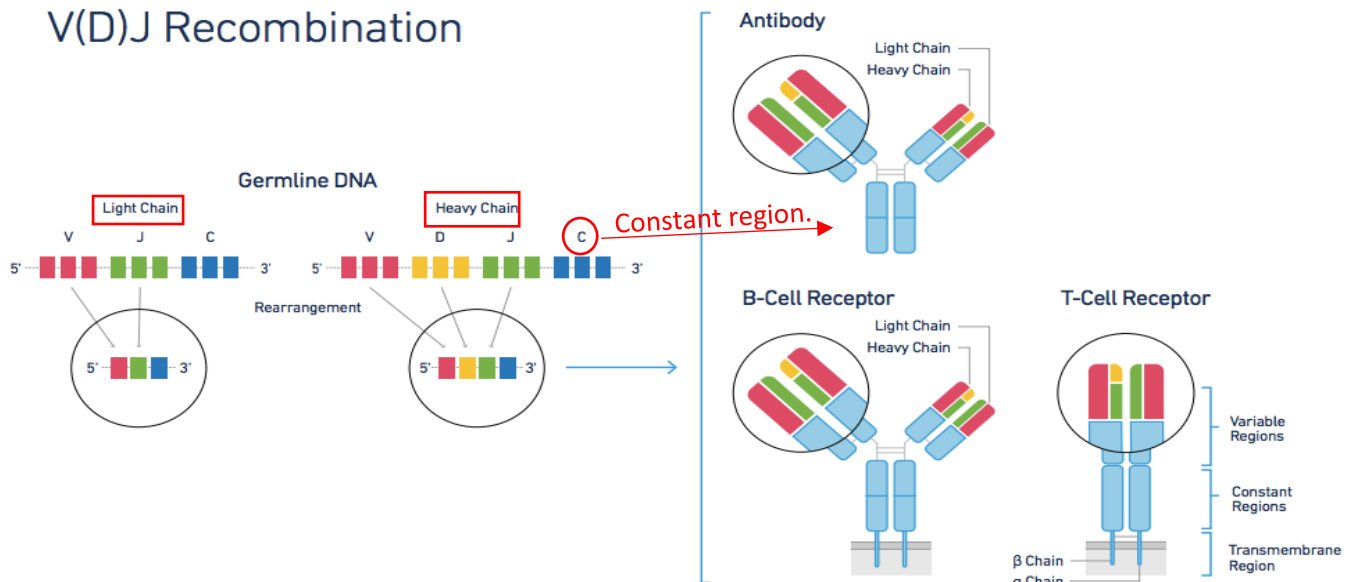 V(D)J Recombination
Germline DNA
Light Chain
V J C
5' 3'
5' 3'
Heavy Chain
V D J C
5' 3'
Rearrangement
5' 3'
Constant region.
Antibody
Light Chain
Heavy Chain
B-Cell Receptor
Light Chain
Heavy Chain
T-Cell Receptor
Variable
Regions
Constant
Regions
Transmembrane
Region
β Chain
α Chain